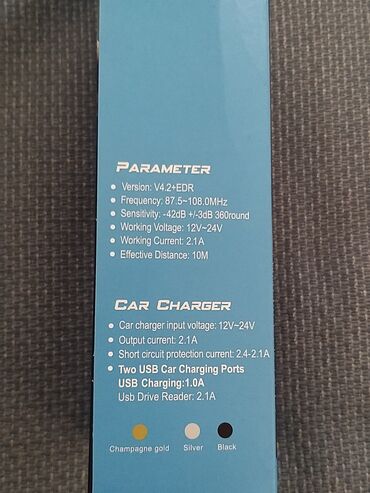 PARAMETER
● Version: V4.2+EDR
● Frequency: 87.5~108.0MHz
● Sensitivity: -42dB +/-3dB 360round
● Working Voltage: 12V~24V
● Working Current: 2.1A
● Effective Distance: 10M
CAR CHARGER
● Car charger input voltage: 12V~24V
● Output current: 2.1A
● Short circuit protection current: 2.4-2.1A
● Two USB Car Charging Ports
USB Charging:1.0A
Usb Drive Reader: 2.1A
Champagne gold Silver Black